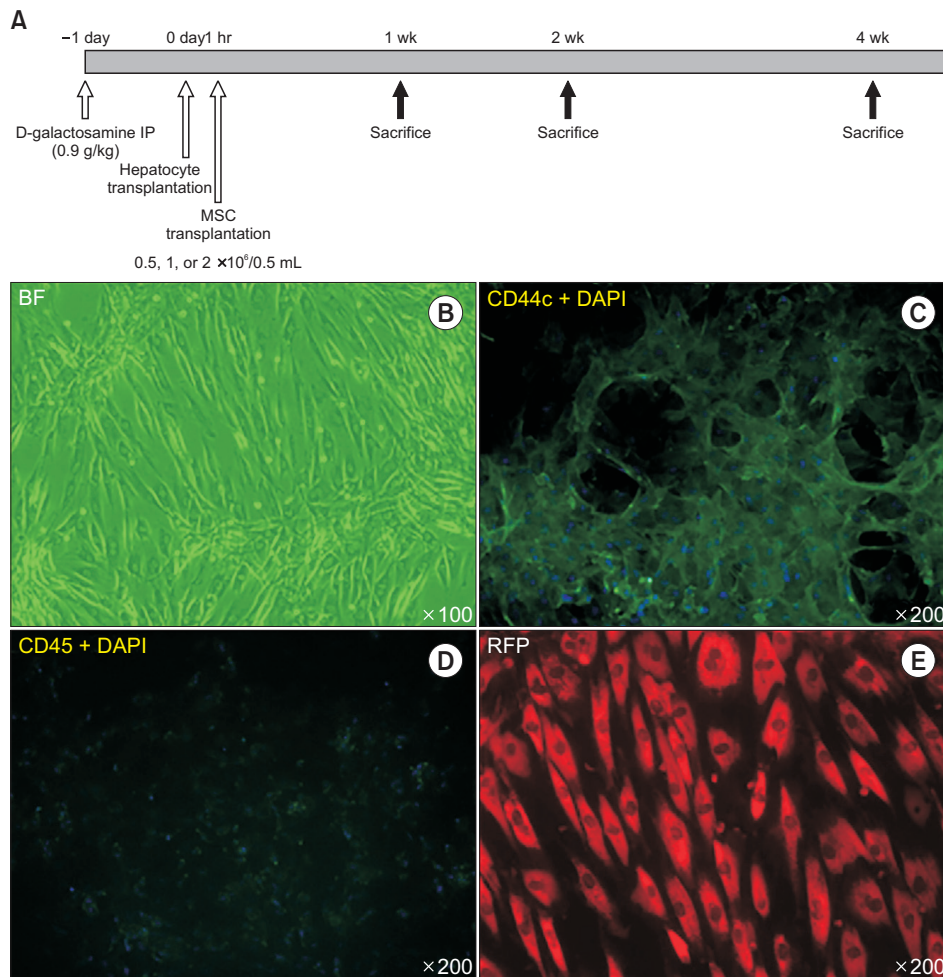 A
−1 day 0 day1 hr 1 wk 2 wk 4 wk
D-galactosamine IP
(0.9 g/kg)
Sacrifice Sacrifice Sacrifice
Hepatocyte
transplantation
MSC
transplantation
0.5, 1, or 2 ×10⁶/0.5 mL
BF B
×100
CD44c + DAPI C
×200
CD45 + DAPI D
×200
RFP E
×200